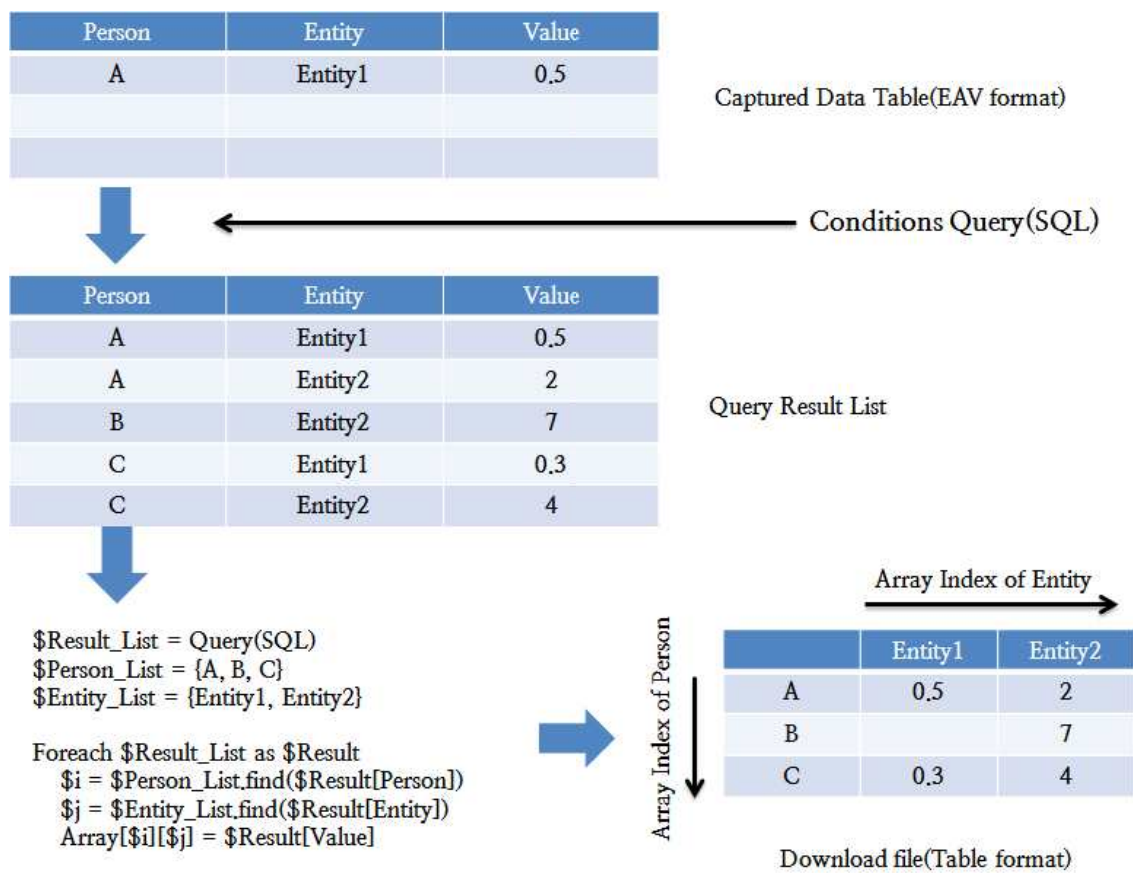 Person Entity Value
A Entity1 0.5
Captured Data Table(EAV format)
Conditions Query(SQL)
Person Entity Value
A Entity1 0.5
A Entity2 2
B Entity2 7
C Entity1 0.3
C Entity2 4
Query Result List
$Result_List = Query(SQL)
$Person_List = {A, B, C}
$Entity_List = {Entity1, Entity2}
Foreach $Result_List as $Result
$i = $Person_List.find($Result[Person])
$j = $Entity_List.find($Result[Entity])
Array[$i][$j] = $Result[Value]
Array Index of Entity
Array Index of Person
Entity1 Entity2
A 0.5 2
B 7
C 0.3 4
Download file(Table format)